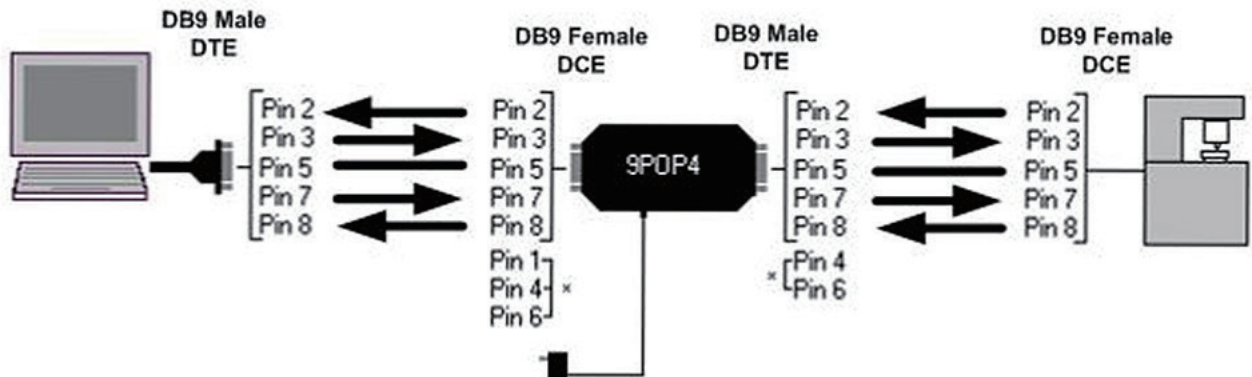 DB9 Male
DTE
Pin 2
Pin 3
Pin 5
Pin 7
Pin 8
DB9 Female
DCE
Pin 2
Pin 3
Pin 5
Pin 7
Pin 8
Pin 1
Pin 4
Pin 6
x
9POP4
DB9 Male
DTE
Pin 2
Pin 3
Pin 5
Pin 7
Pin 8
x
Pin 4
Pin 6
DB9 Female
DCE
Pin 2
Pin 3
Pin 5
Pin 7
Pin 8